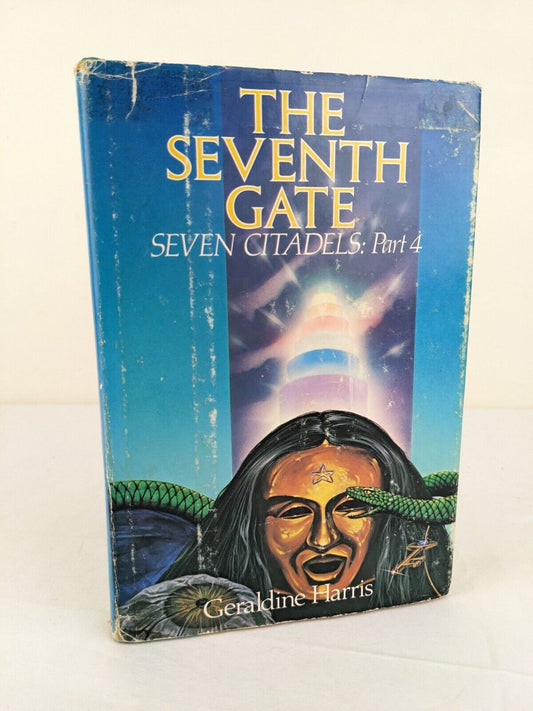 THE
SEVENTH
GATE
SEVEN CITADELS: Part 4
Geraldine Harris